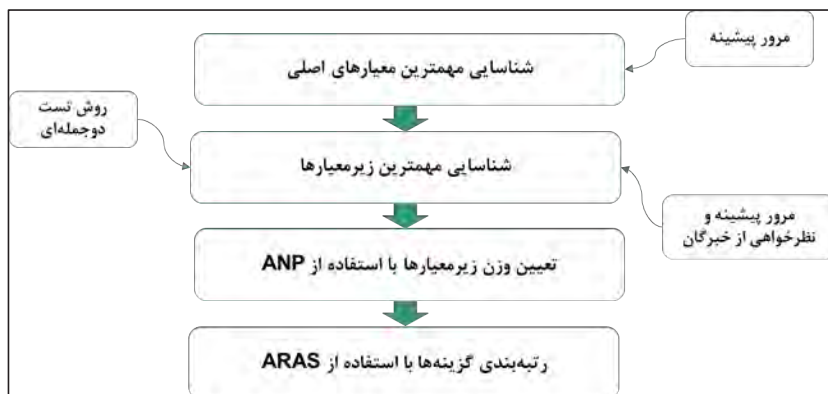 مرور پیشینه
شناسایی مهمترین معیارهای اصلی
روش تست
دوجمله‌ای
شناسایی مهمترین زیرمعیارها
مرور پیشینه و
نظرخواهی از خبرگان
تعیین وزن زیرمعیارها با استفاده از ANP
رتبه‌بندی گزینه‌ها با استفاده از ARAS